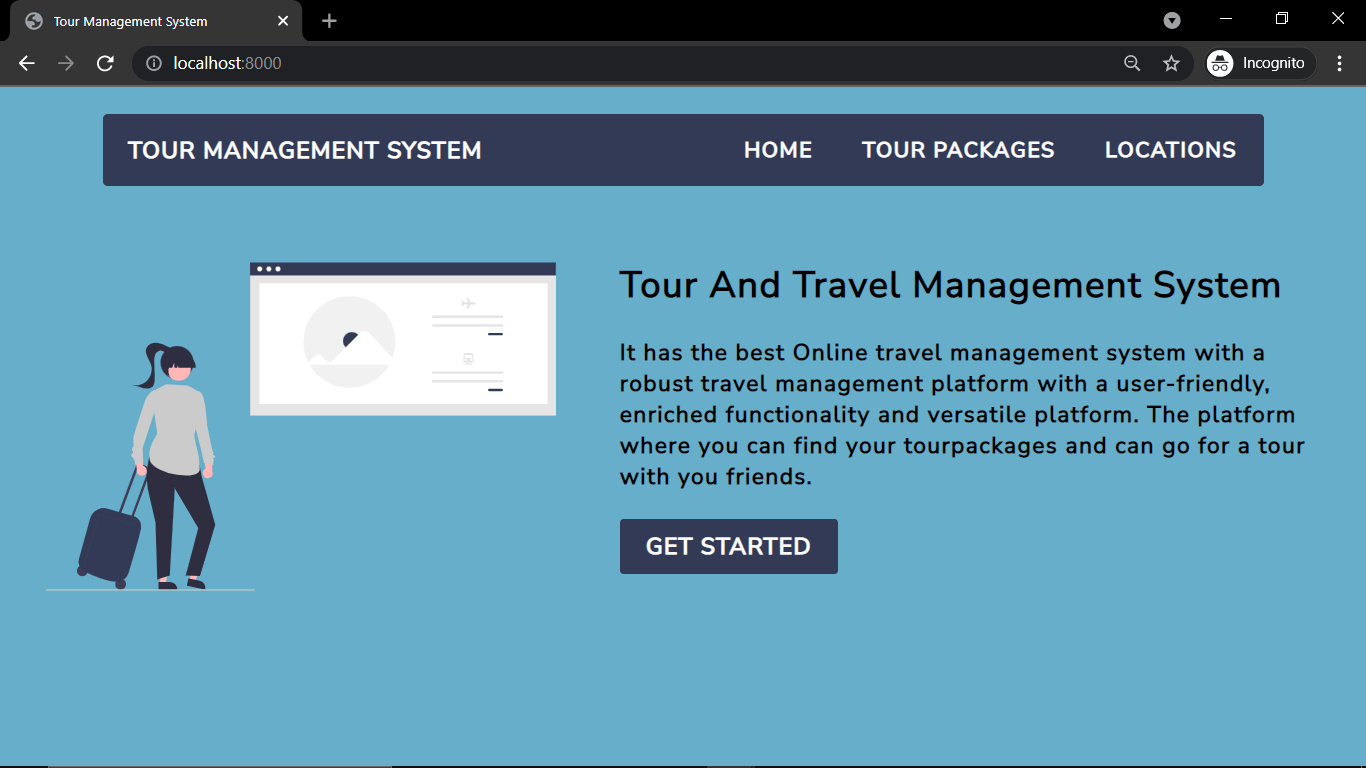 Tour Management System
localhost:8000
Incognito
TOUR MANAGEMENT SYSTEM HOME TOUR PACKAGES LOCATIONS
Tour And Travel Management System
It has the best Online travel management system with a
robust travel management platform with a user-friendly,
enriched functionality and versatile platform. The platform
where you can find your tourpackages and can go for a tour
with you friends.
GET STARTED